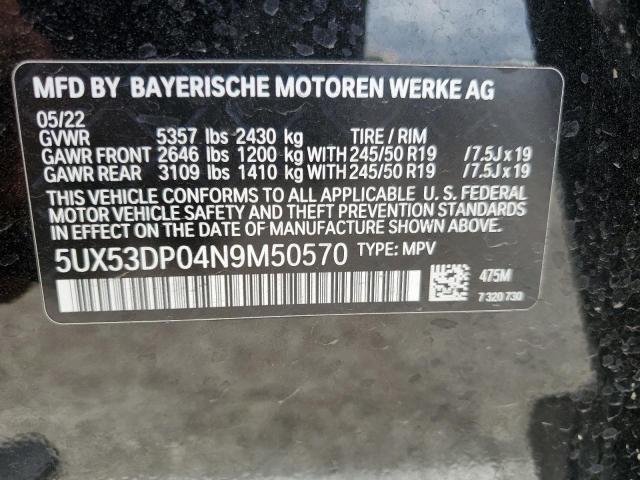 MFD BY BAYERISCHE MOTOREN WERKE AG
05/22
GVWR 5357 lbs 2430 kg TIRE / RIM
GAWR FRONT 2646 lbs 1200 kg WITH 245/50 R19 /7.5J x 19
GAWR REAR 3109 lbs 1410 kg WITH 245/50 R19 /7.5J x 19
THIS VEHICLE CONFORMS TO ALL APPLICABLE U. S. FEDERAL
MOTOR VEHICLE SAFETY AND THEFT PREVENTION STANDARDS
IN EFFECT ON THE DATE OF MANUFACTURE SHOWN ABOVE.
5UX53DP04N9M50570 TYPE: MPV
475M
7 320 730